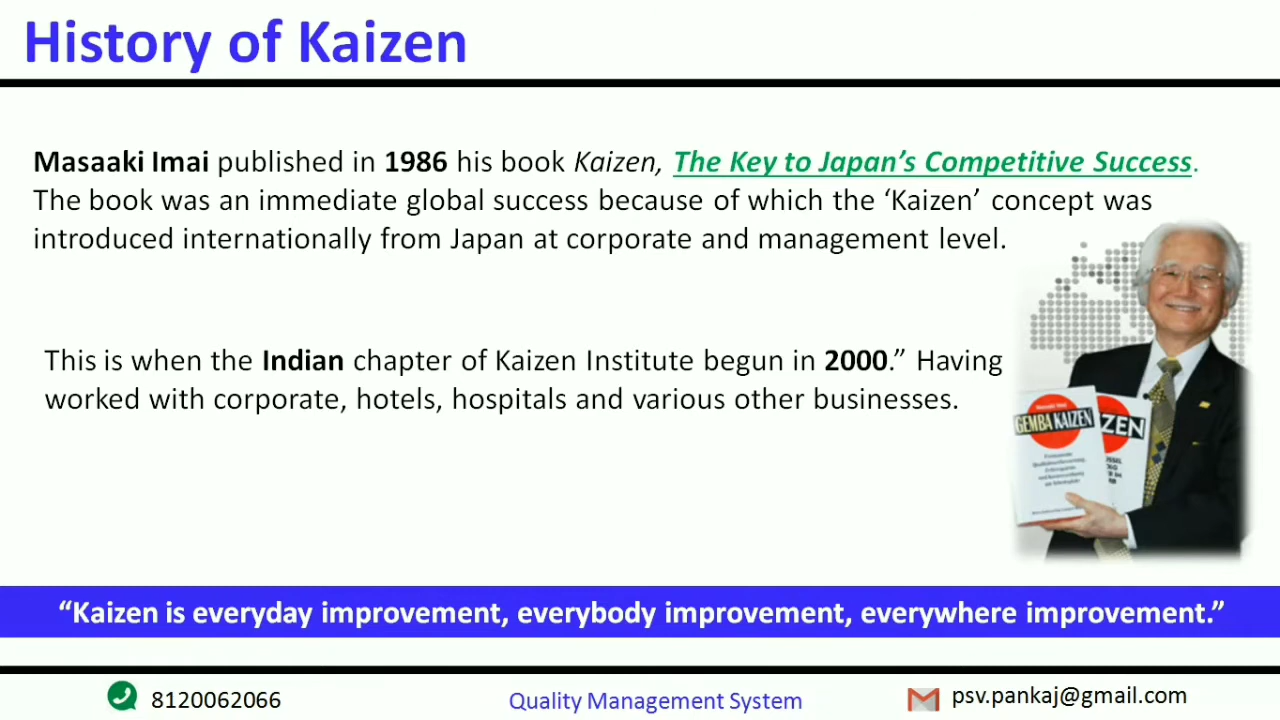 History of Kaizen
Masaaki Imai published in 1986 his book Kaizen, The Key to Japan’s Competitive Success.
The book was an immediate global success because of which the ‘Kaizen’ concept was
introduced internationally from Japan at corporate and management level.
This is when the Indian chapter of Kaizen Institute begun in 2000.” Having
worked with corporate, hotels, hospitals and various other businesses.
GEMBA KAIZEN
ZEN
“Kaizen is everyday improvement, everybody improvement, everywhere improvement.”
8120062066
Quality Management System
psv.pankaj@gmail.com